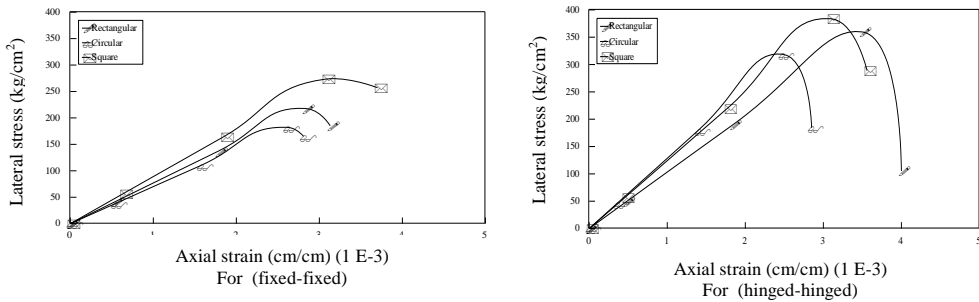 Lateral stress (kg/cm²)
400
350
300
250
200
150
100
50
0
Rectangular
Circular
Square
0 1 2 3 4 5
Axial strain (cm/cm) (1 E-3)
For (fixed-fixed)
Lateral stress (kg/cm²)
400
350
300
250
200
150
100
50
0
Rectangular
Circular
Square
0 1 2 3 4 5
Axial strain (cm/cm) (1 E-3)
For (hinged-hinged)